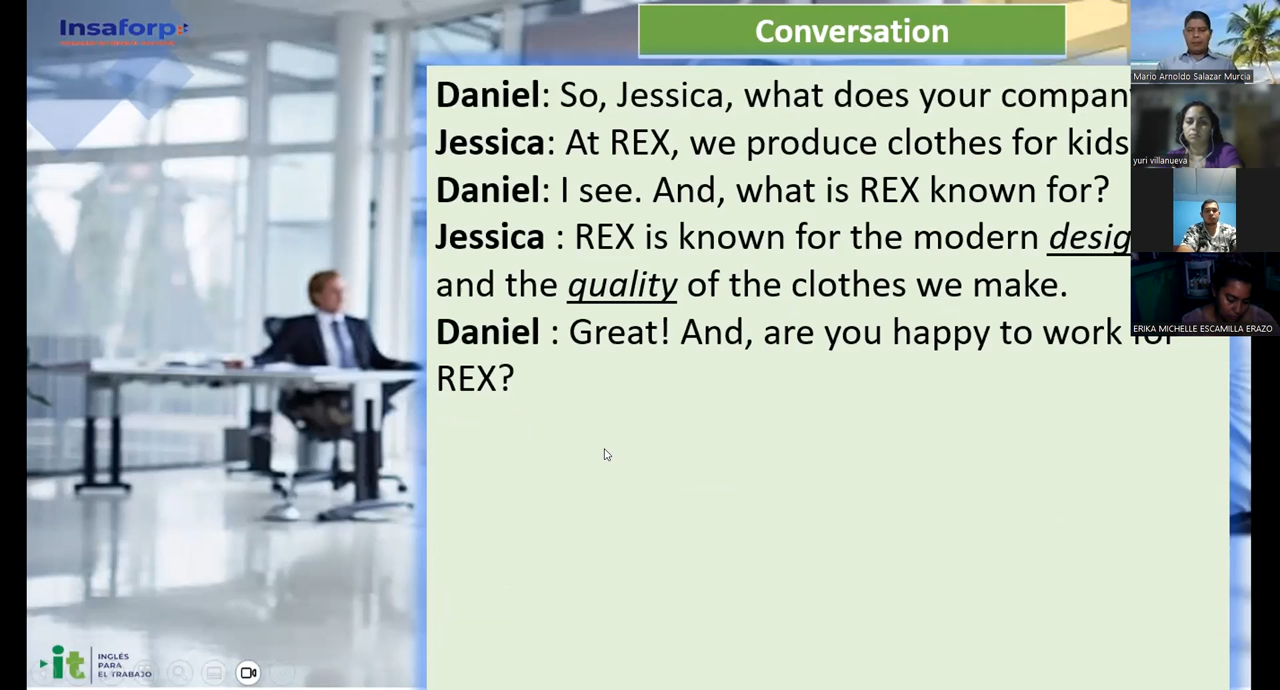 Insaforp
Conversation
Daniel: So, Jessica, what does your company
Jessica: At REX, we produce clothes for kids
Daniel: I see. And, what is REX known for?
Jessica : REX is known for the modern desig
and the quality of the clothes we make.
Daniel : Great! And, are you happy to work for
REX?
Mario Arnoldo Salazar Murcia
yuri villanueva
ERIKA MICHELLE ESCAMILLA ERAZO
it
INGLÉS
PARA
EL TRABAJO